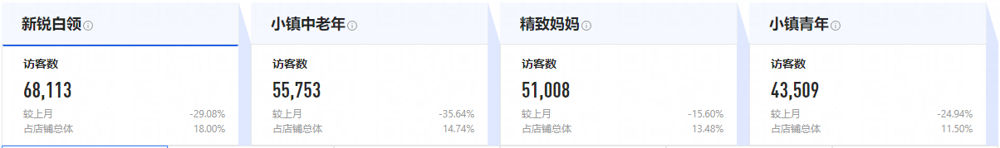 新锐白领
访客数
68,113
较上月 -29.08%
占店铺总体 18.00%
小镇中老年
访客数
55,753
较上月 -35.64%
占店铺总体 14.74%
精致妈妈
访客数
51,008
较上月 -15.60%
占店铺总体 13.48%
小镇青年
访客数
43,509
较上月 -24.94%
占店铺总体 11.50%